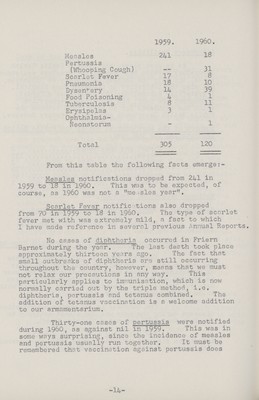 1959. 1960.
Measles 241 18
Pertussis
(Whooping Cough) -- 31
Scarlet Fever 17 8
Pneumonia 18 10
Dysentery 14 39
Food Poisoning 4 1
Tuberculosis 8 11
Erysipelas 3 1
Ophthalmia-
Neonatorum - 1
Total 305 120
From this table the following facts emerge:-
Measles notifications dropped from 241 in
1959 to 18 in 1960. This was to be expected, of
course, as 1960 was not a "measles year".
Scarlet Fever notifications also dropped
from 70 in 1959 to 18 in 1960. The type of scarlet
fever met with was extremely mild, a fact to which
I have made reference in several previous Annual Reports.
No cases of diphtheria occurred in Friern
Barnet during the year. The last death took place
approximately thirteen years ago. The fact that
small outbreaks of diphtheria are still occurring
throughout the country, however, means that we must
not relax our precautions in any way. This
particularly applies to immunisation, which is now
normally carried out by the triple method, i.e.
diphtheria, pertussis and tetanus combined. The
addition of tetanus vaccination is a welcome addition
to our armamentarium.
Thirty-one cases of pertussis were notified
during 1960, as against nil in 1959. This was in
some ways surprising, since the incidence of measles
and pertussis usually run together. It must be
remembered that vaccination against pertussis does
-14-